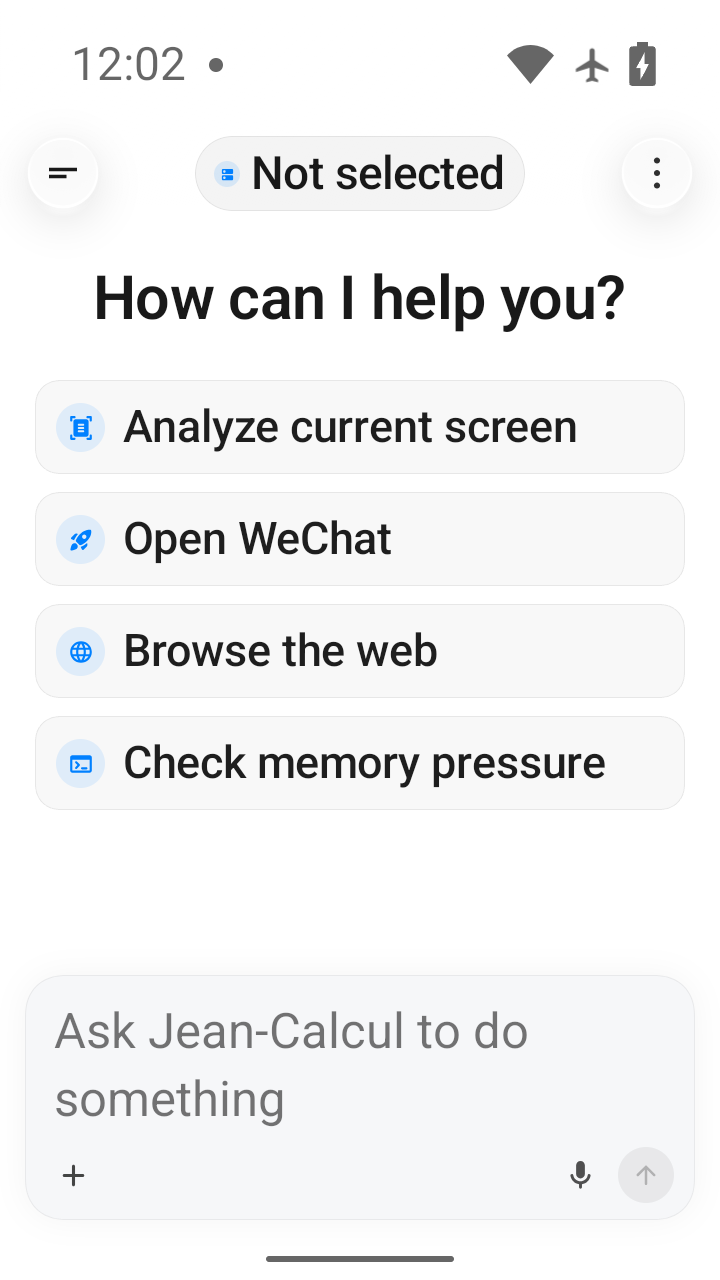 12:02
Not selected
How can I help you?
Analyze current screen
Open WeChat
Browse the web
Check memory pressure
Ask Jean-Calcul to do
something